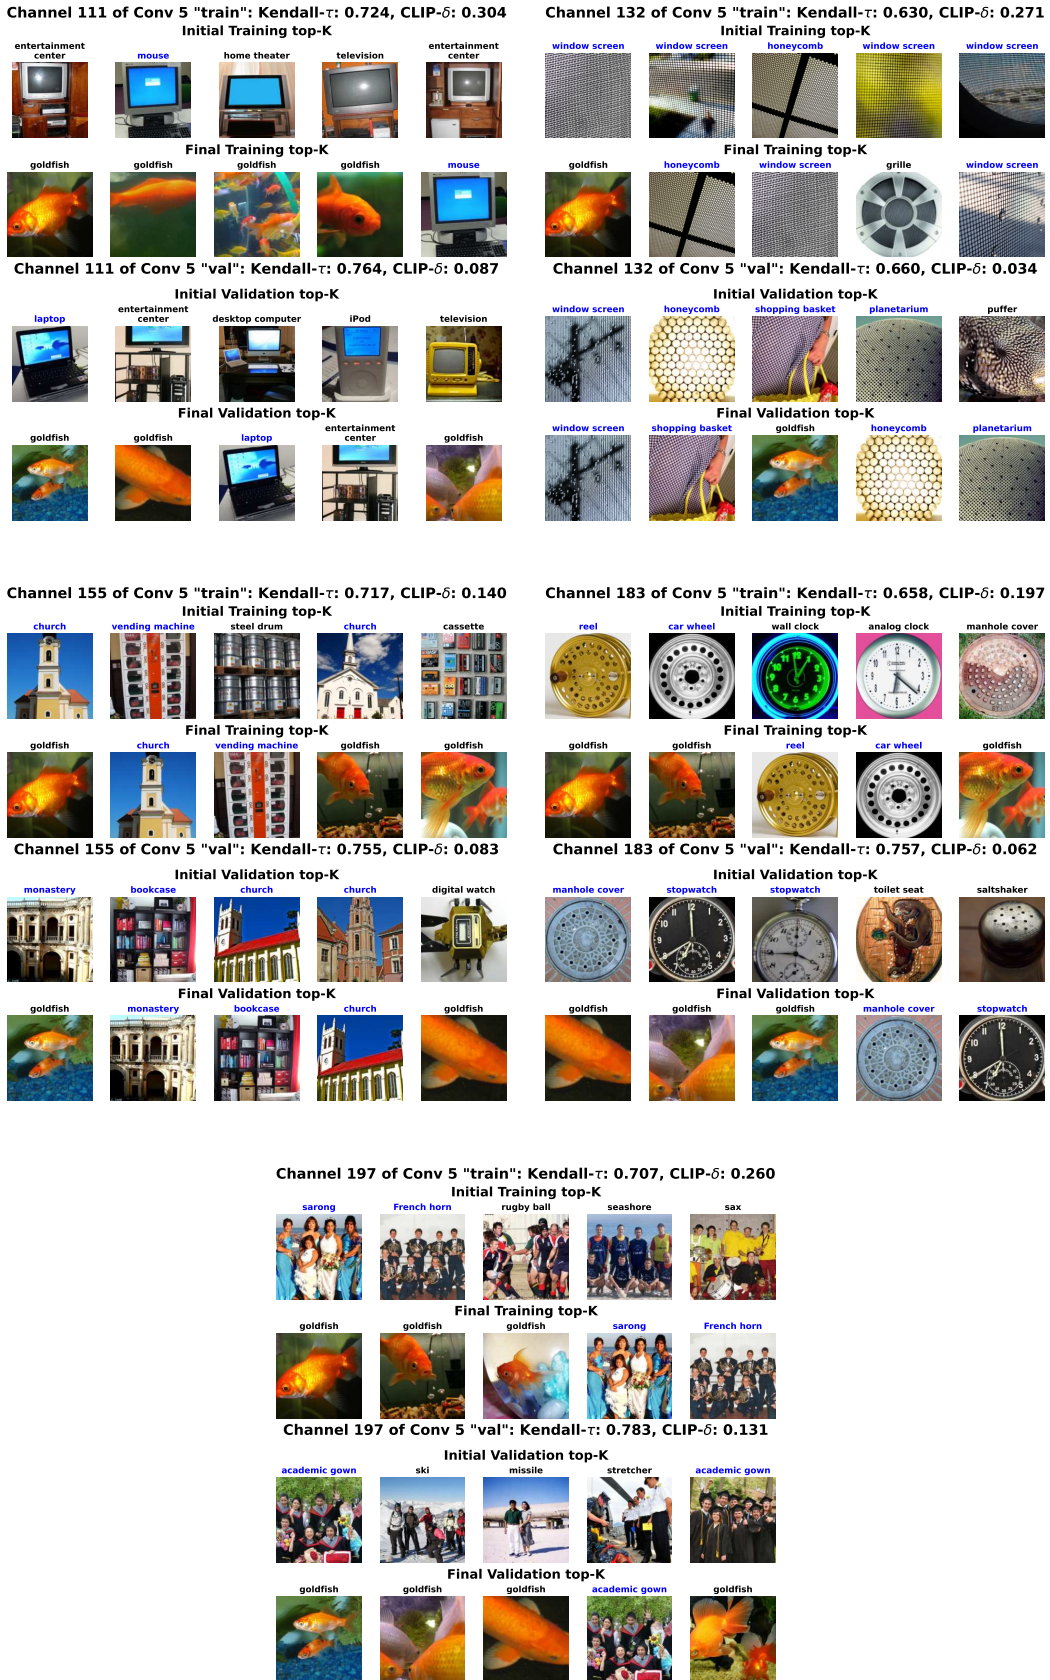 Channel 111 of Conv 5 "train": Kendall-τ: 0.724, CLIP-δ: 0.304
Initial Training top-K
entertainment center
mouse
home theater
television
entertainment center
Final Training top-K
goldfish
goldfish
goldfish
goldfish
mouse
Channel 111 of Conv 5 "val": Kendall-τ: 0.764, CLIP-δ: 0.087
Initial Validation top-K
laptop
entertainment center
desktop computer
iPod
television
Final Validation top-K
goldfish
goldfish
laptop
entertainment center
goldfish
Channel 132 of Conv 5 "train": Kendall-τ: 0.630, CLIP-δ: 0.271
Initial Training top-K
window screen
window screen
honeycomb
window screen
window screen
Final Training top-K
goldfish
honeycomb
window screen
grille
window screen
Channel 132 of Conv 5 "val": Kendall-τ: 0.660, CLIP-δ: 0.034
Initial Validation top-K
window screen
honeycomb
shopping basket
planetarium
puffer
Final Validation top-K
window screen
shopping basket
goldfish
honeycomb
planetarium
Channel 155 of Conv 5 "train": Kendall-τ: 0.717, CLIP-δ: 0.140
Initial Training top-K
church
vending machine
steel drum
church
cassette
Final Training top-K
goldfish
church
vending machine
goldfish
goldfish
Channel 155 of Conv 5 "val": Kendall-τ: 0.755, CLIP-δ: 0.083
Initial Validation top-K
monastery
bookcase
church
church
digital watch
Final Validation top-K
goldfish
monastery
bookcase
church
goldfish
Channel 183 of Conv 5 "train": Kendall-τ: 0.658, CLIP-δ: 0.197
Initial Training top-K
reel
car wheel
wall clock
analog clock
manhole cover
Final Training top-K
goldfish
goldfish
reel
car wheel
goldfish
Channel 183 of Conv 5 "val": Kendall-τ: 0.757, CLIP-δ: 0.062
Initial Validation top-K
manhole cover
stopwatch
stopwatch
toilet seat
saltshaker
Final Validation top-K
goldfish
goldfish
goldfish
manhole cover
stopwatch
Channel 197 of Conv 5 "train": Kendall-τ: 0.707, CLIP-δ: 0.260
Initial Training top-K
sarong
French horn
rugby ball
seashore
sax
Final Training top-K
goldfish
goldfish
goldfish
sarong
French horn
Channel 197 of Conv 5 "val": Kendall-τ: 0.783, CLIP-δ: 0.131
Initial Validation top-K
academic gown
ski
missile
stretcher
academic gown
Final Validation top-K
goldfish
goldfish
goldfish
academic gown
goldfish